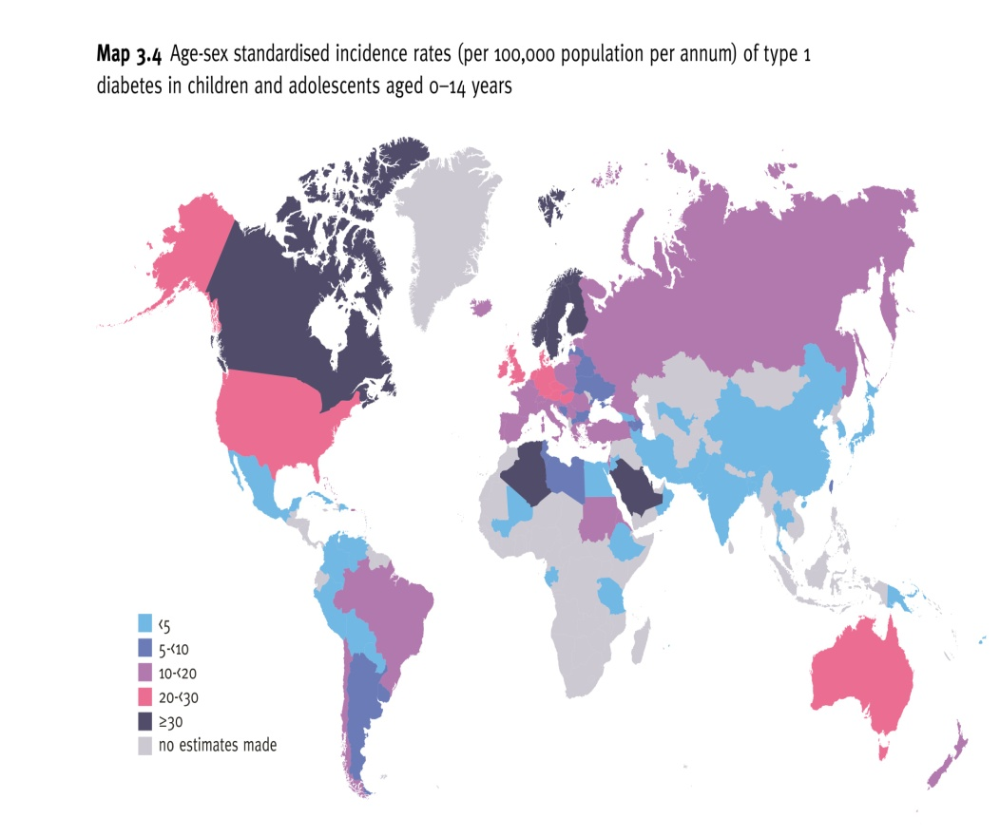 Map 3.4 Age-sex standardised incidence rates (per 100,000 population per annum) of type 1
diabetes in children and adolescents aged 0–14 years
<5
5-<10
10-<20
20-<30
≥30
no estimates made